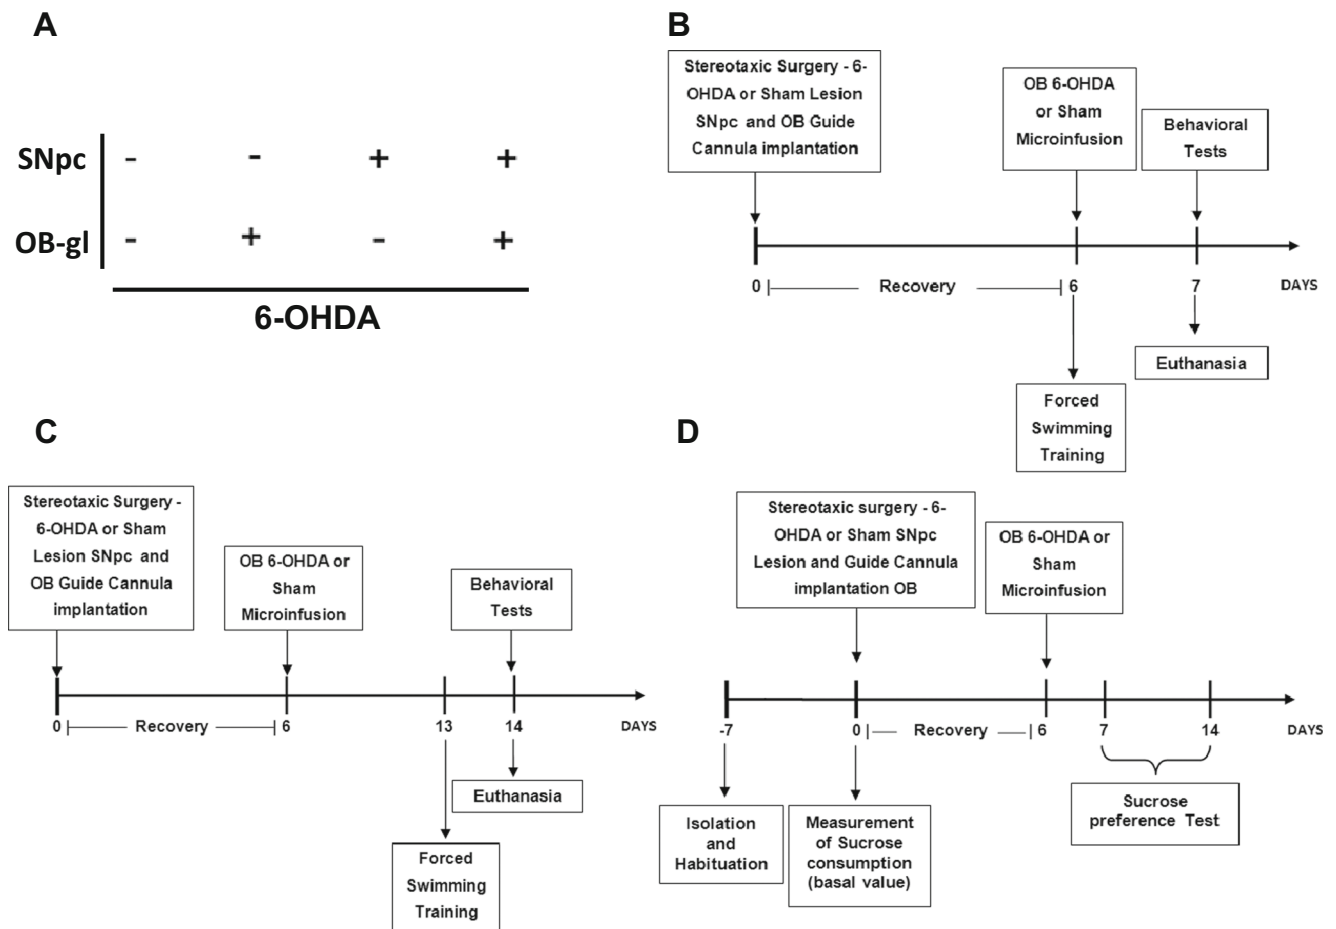 A
SNpc - - + +
OB-gl - + - +
6-OHDA
B
Stereotaxic Surgery - 6-
OHDA or Sham Lesion
SNpc and OB Guide
Cannula implantation
OB 6-OHDA
or Sham
Microinfusion
Behavioral
Tests
0 Recovery 6 7 DAYS
Euthanasia
Forced
Swimming
Training
C
Stereotaxic Surgery -
6-OHDA or Sham
Lesion SNpc and
OB Guide Cannula
implantation
OB 6-OHDA or
Sham
Microinfusion
Behavioral
Tests
0 Recovery 6 13 14 DAYS
Euthanasia
Forced
Swimming
Training
D
Stereotaxic surgery - 6-
OHDA or Sham SNpc
Lesion and Guide Cannula
implantation OB
OB 6-OHDA or
Sham
Microinfusion
-7 0 Recovery 6 7 14 DAYS
Isolation
and
Habituation
Measurement
of Sucrose
consumption
(basal value)
Sucrose
preference Test